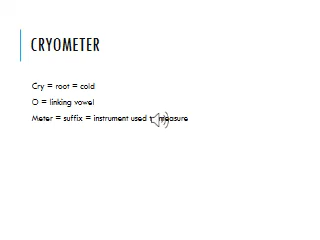 CRYOMETER
Cry = root = cold
O = linking vowel
Meter = suffix = instrument used measure